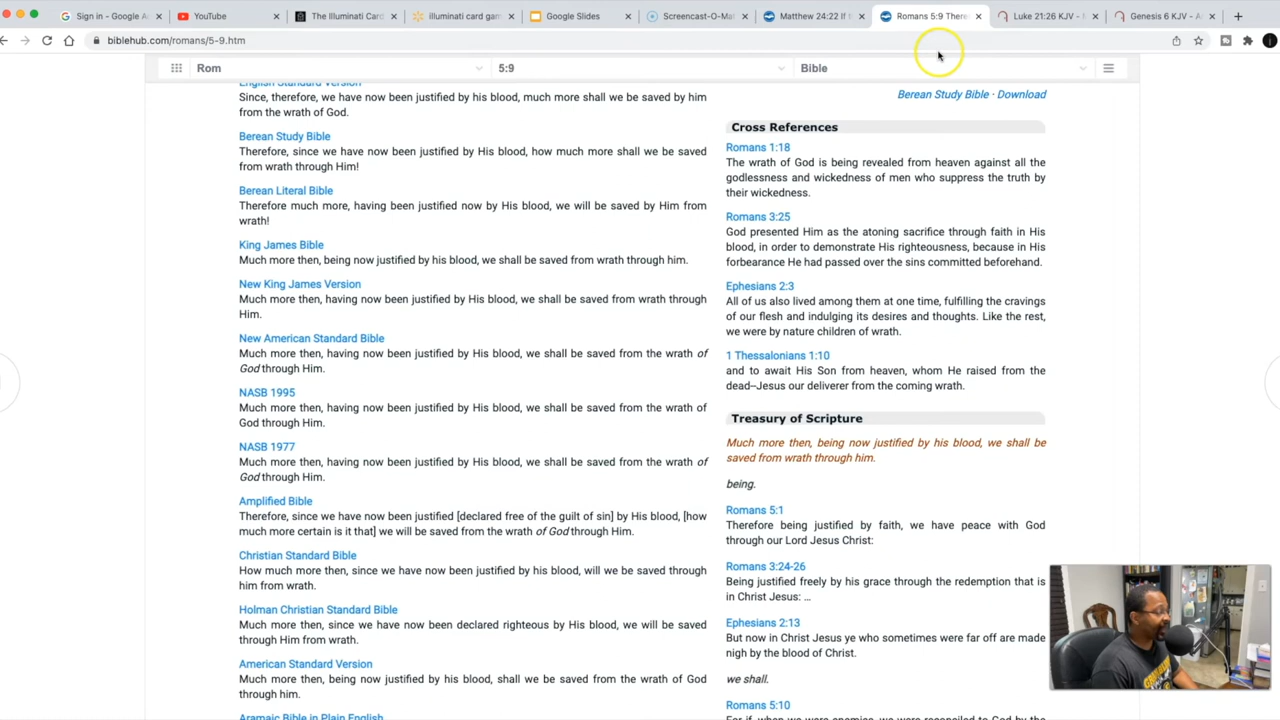 Sign in - Google Ac
YouTube
The Illuminati Card
illuminati card gam
Google Slides
Screencast-O-Mat
Matthew 24:22 If t
Romans 5:9 There
Luke 21:26 KJV -
Genesis 6 KJV - A
biblehub.com/romans/5-9.htm
Rom
5:9
Bible
English Standard Version
Since, therefore, we have now been justified by his blood, much more shall we be saved by him
from the wrath of God.
Berean Study Bible
Therefore, since we have now been justified by His blood, how much more shall we be saved
from wrath through Him!
Berean Literal Bible
Therefore much more, having been justified now by His blood, we will be saved by Him from
wrath!
King James Bible
Much more then, being now justified by his blood, we shall be saved from wrath through him.
New King James Version
Much more then, having now been justified by His blood, we shall be saved from wrath through
Him.
New American Standard Bible
Much more then, having now been justified by His blood, we shall be saved from the wrath of
God through Him.
NASB 1995
Much more then, having now been justified by His blood, we shall be saved from the wrath of
God through Him.
NASB 1977
Much more then, having now been justified by His blood, we shall be saved from the wrath of
God through Him.
Amplified Bible
Therefore, since we have now been justified [declared free of the guilt of sin] by His blood, [how
much more certain is it that] we will be saved from the wrath of God through Him.
Christian Standard Bible
How much more then, since we have now been justified by his blood, will we be saved through
him from wrath.
Holman Christian Standard Bible
Much more then, since we have now been declared righteous by His blood, we will be saved
through Him from wrath.
American Standard Version
Much more then, being now justified by his blood, shall we be saved from the wrath of God
through him.
Aramaic Bible in Plain English
Berean Study Bible · Download
Cross References
Romans 1:18
The wrath of God is being revealed from heaven against all the
godlessness and wickedness of men who suppress the truth by
their wickedness.
Romans 3:25
God presented Him as the atoning sacrifice through faith in His
blood, in order to demonstrate His righteousness, because in His
forbearance He had passed over the sins committed beforehand.
Ephesians 2:3
All of us also lived among them at one time, fulfilling the cravings
of our flesh and indulging its desires and thoughts. Like the rest,
we were by nature children of wrath.
1 Thessalonians 1:10
and to await His Son from heaven, whom He raised from the
dead--Jesus our deliverer from the coming wrath.
Treasury of Scripture
Much more then, being now justified by his blood, we shall be
saved from wrath through him.
being.
Romans 5:1
Therefore being justified by faith, we have peace with God
through our Lord Jesus Christ:
Romans 3:24-26
Being justified freely by his grace through the redemption that is
in Christ Jesus: …
Ephesians 2:13
But now in Christ Jesus ye who sometimes were far off are made
nigh by the blood of Christ.
we shall.
Romans 5:10
For if, when we were enemies, we were reconciled to God by the